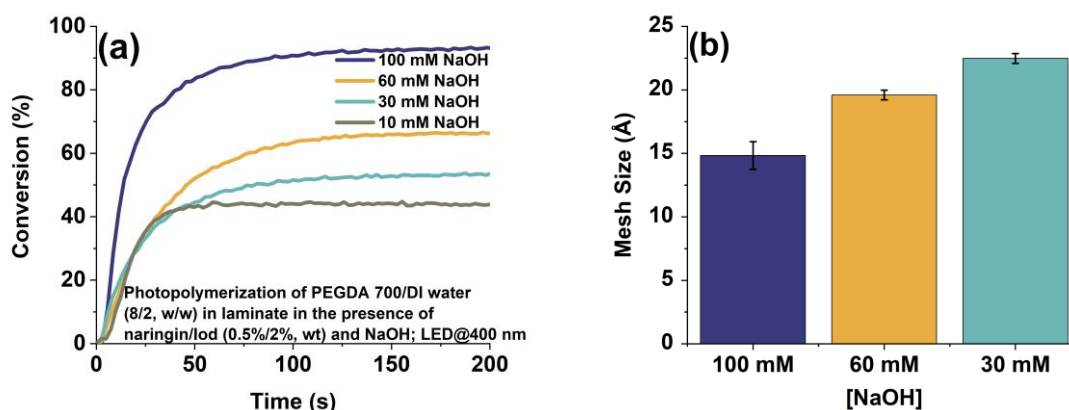 (a)
100
80
60
40
20
0
Conversion (%)
100 mM NaOH
60 mM NaOH
30 mM NaOH
10 mM NaOH
Photopolymerization of PEGDA 700/DI water
(8/2, w/w) in laminate in the presence of
naringin/Iod (0.5%/2%, wt) and NaOH; LED@400 nm
0 50 100 150 200
Time (s)
(b)
25
20
15
10
5
0
Mesh Size (Å)
100 mM 60 mM 30 mM
[NaOH]